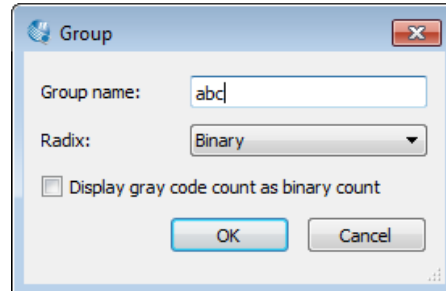 Group
Group name: abc
Radix: Binary
Display gray code count as binary count
OK Cancel